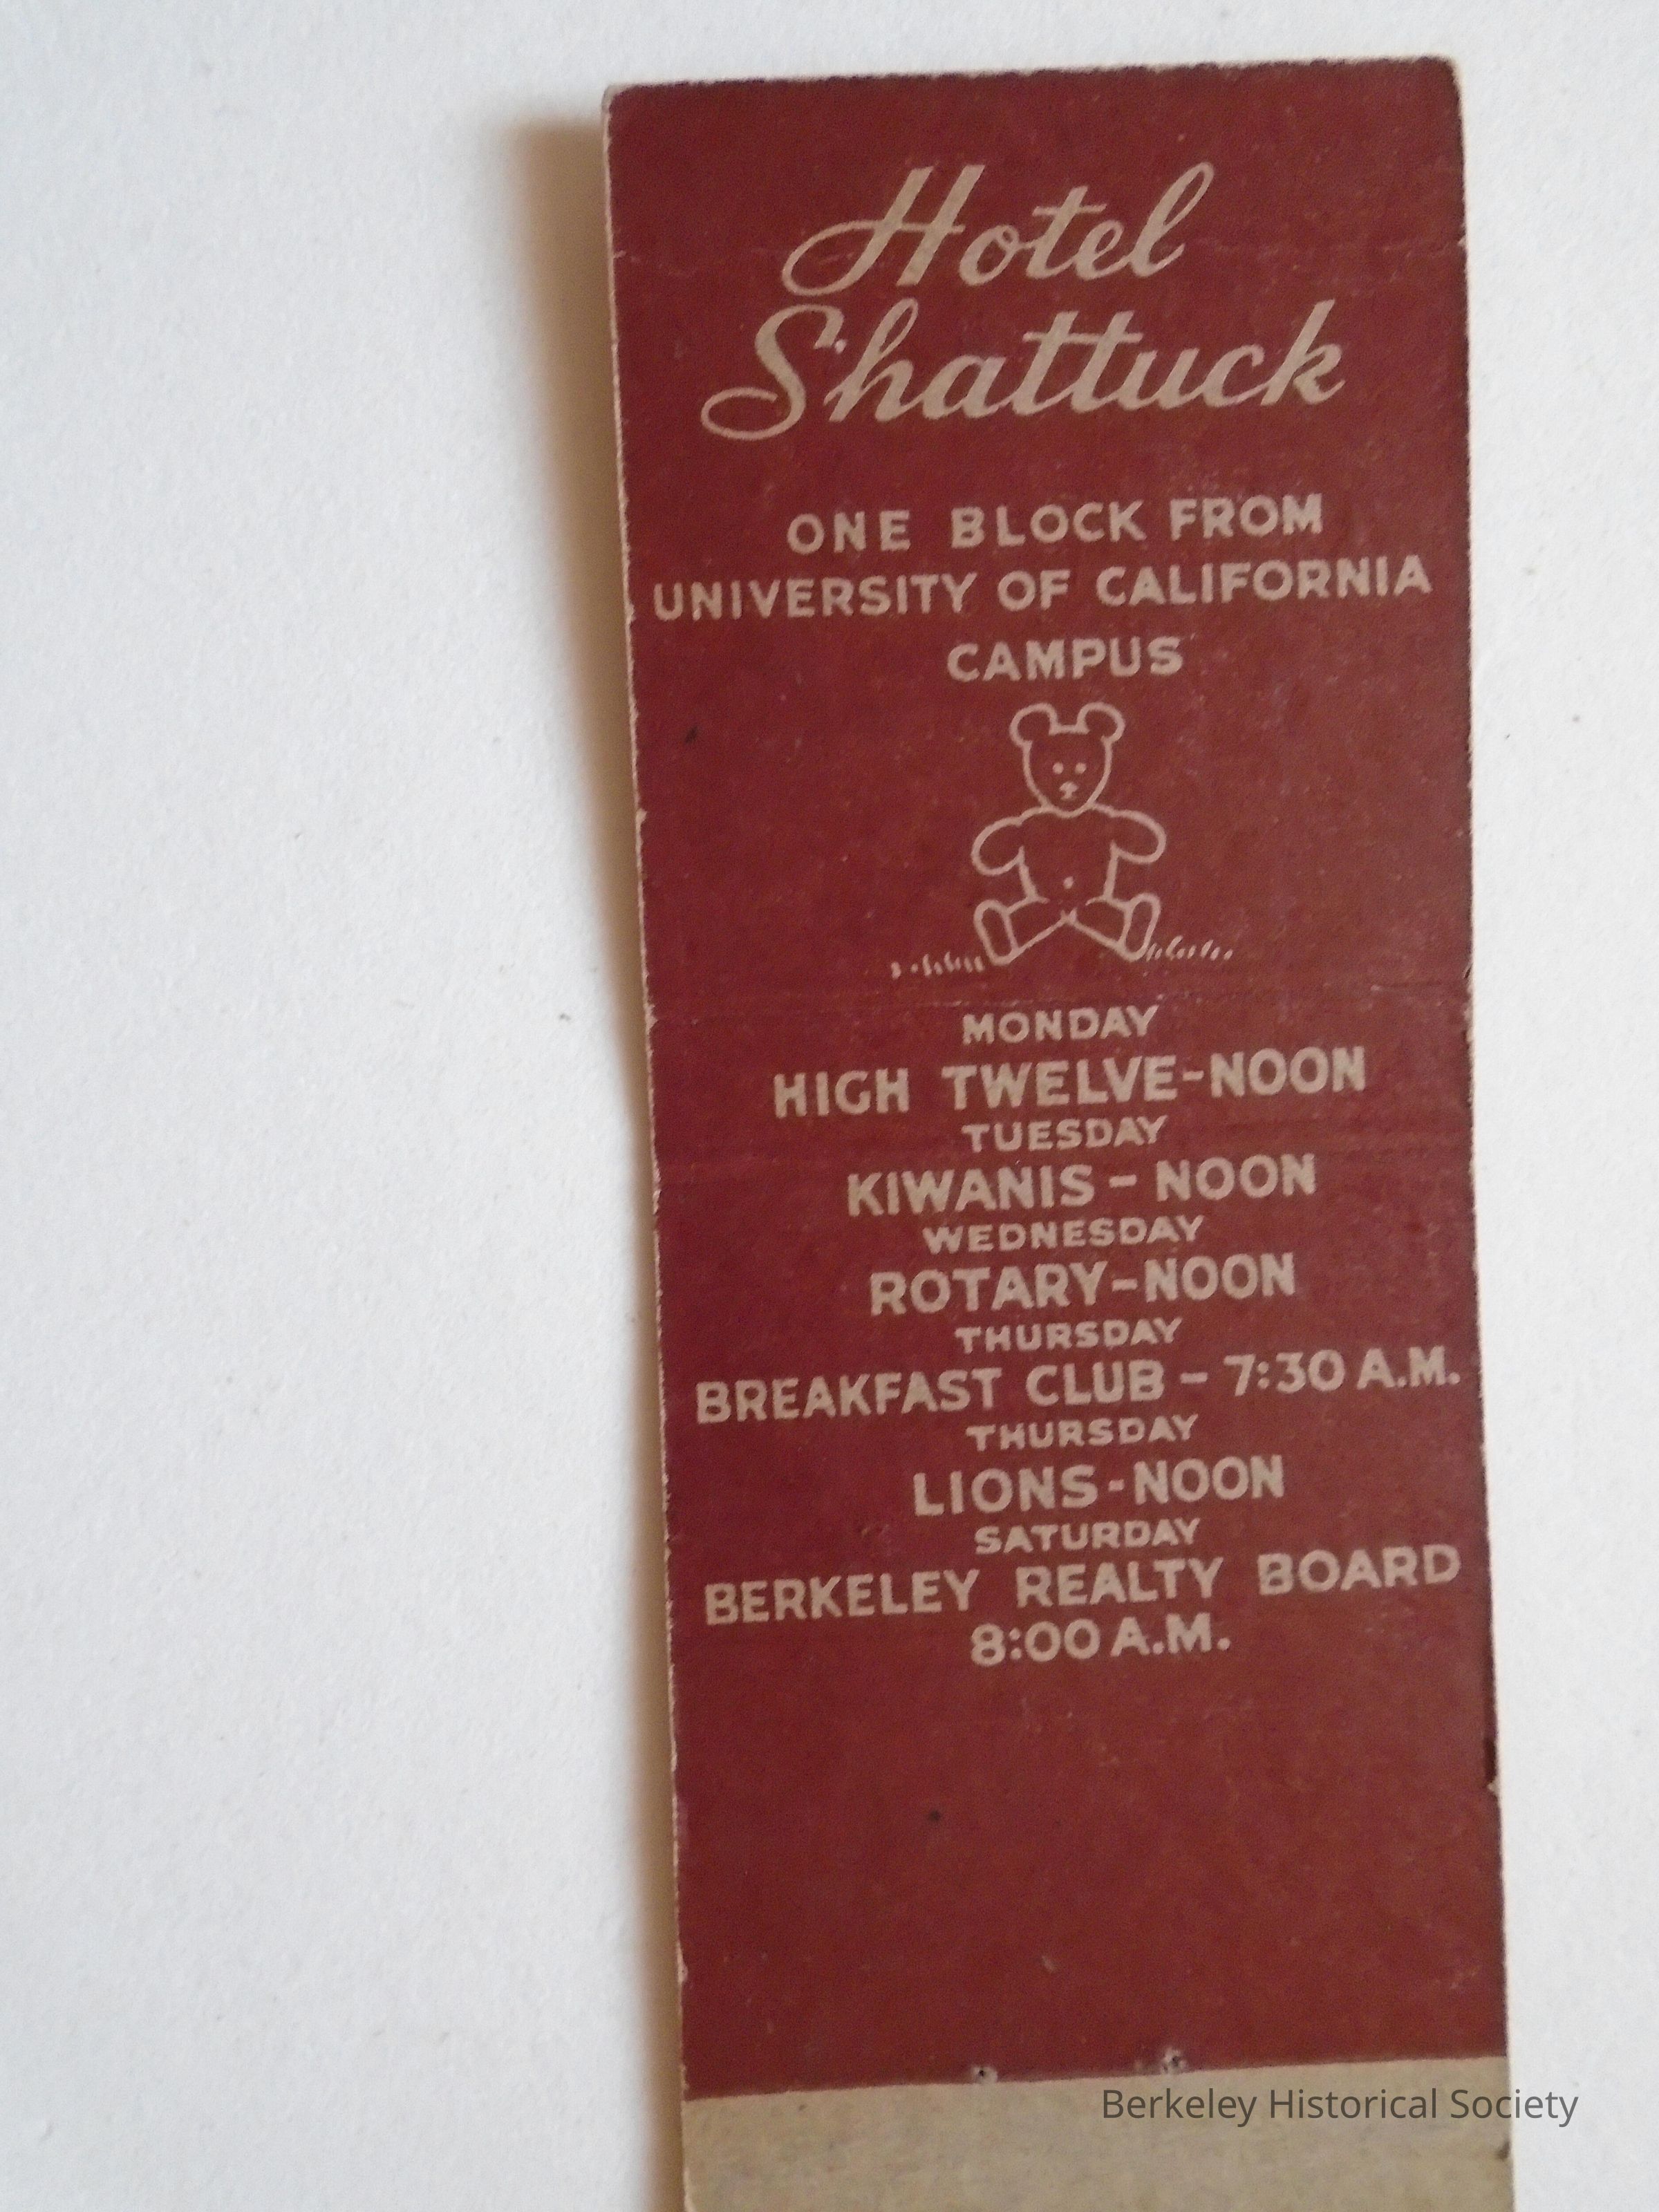 Hotel
Shattuck
ONE BLOCK FROM
UNIVERSITY OF CALIFORNIA
CAMPUS
MONDAY
HIGH TWELVE-NOON
TUESDAY
KIWANIS - NOON
WEDNESDAY
ROTARY-NOON
THURSDAY
BREAKFAST CLUB - 7:30 A.M.
THURSDAY
LIONS-NOON
SATURDAY
BERKELEY REALTY BOARD
8:00 A.M.
Berkeley Historical Society